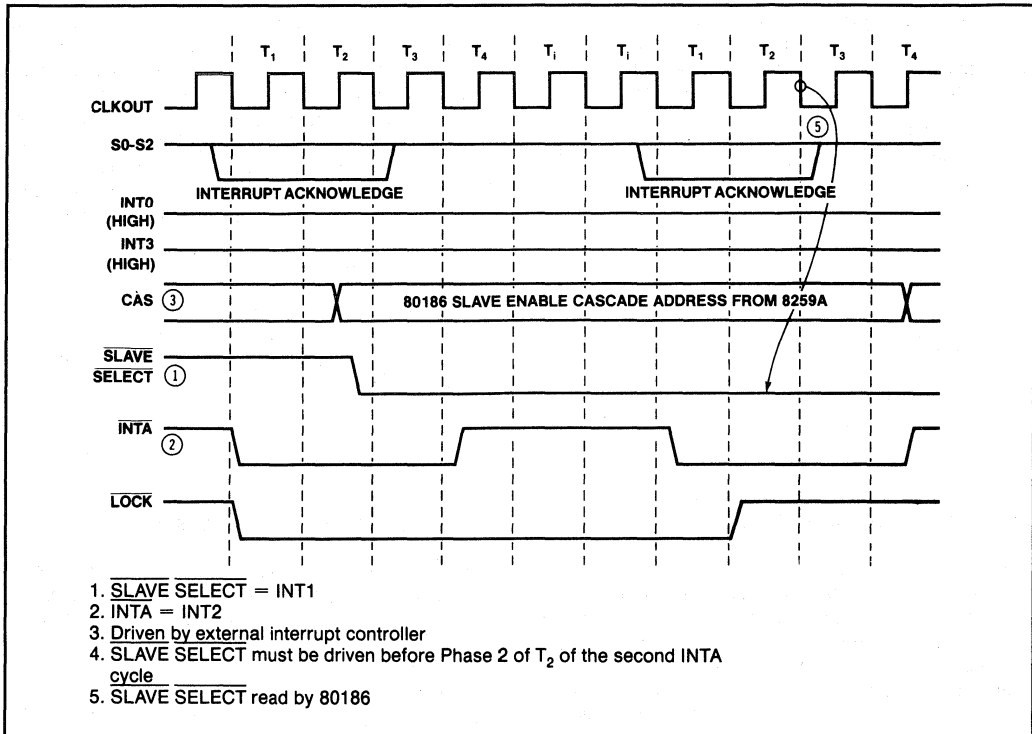 T1 T2 T3 T4 Ti Ti T1 T2 T3 T4
CLKOUT
5
S0-S2
INTERRUPT ACKNOWLEDGE INTERRUPT ACKNOWLEDGE
INT0
(HIGH)
INT3
(HIGH)
CÀS 3 80186 SLAVE ENABLE CASCADE ADDRESS FROM 8259A
SLAVE
SELECT 1
INTA
2
LOCK
1. SLAVE SELECT = INT1
2. INTA = INT2
3. Driven by external interrupt controller
4. SLAVE SELECT must be driven before Phase 2 of T2 of the second INTA
cycle
5. SLAVE SELECT read by 80186